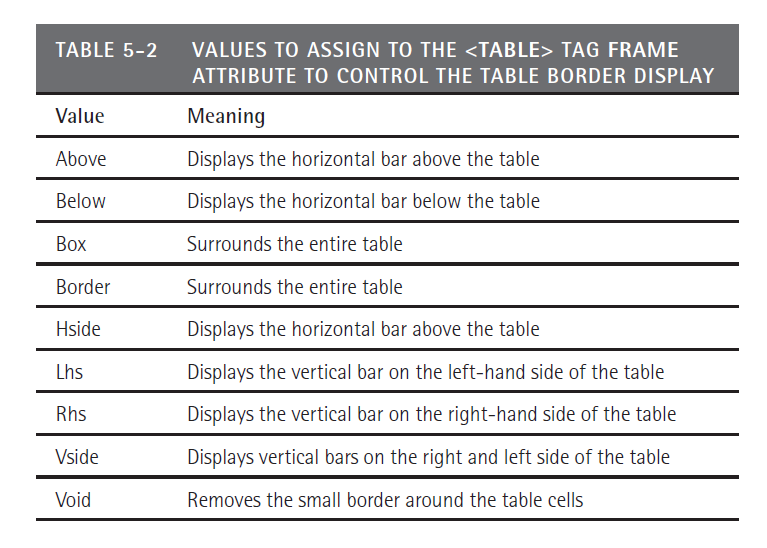 TABLE 5-2 VALUES TO ASSIGN TO THE <TABLE> TAG FRAME
ATTRIBUTE TO CONTROL THE TABLE BORDER DISPLAY
Value Meaning
Above Displays the horizontal bar above the table
Below Displays the horizontal bar below the table
Box Surrounds the entire table
Border Surrounds the entire table
Hside Displays the horizontal bar above the table
Lhs Displays the vertical bar on the left-hand side of the table
Rhs Displays the vertical bar on the right-hand side of the table
Vside Displays vertical bars on the right and left side of the table
Void Removes the small border around the table cells